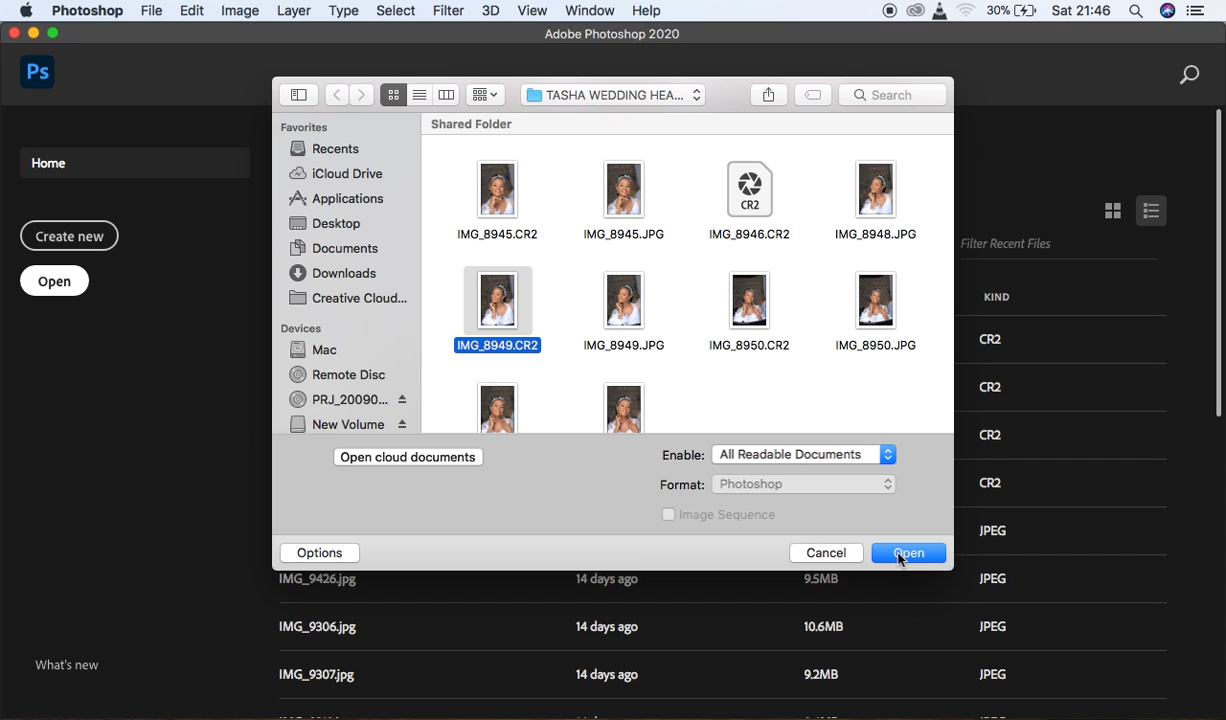 Photoshop File Edit Image Layer Type Select Filter 3D View Window Help 30% Sat 21:46
Adobe Photoshop 2020
Ps
TASHA WEDDING HEA... Search
Favorites
Shared Folder
Recents
iCloud Drive
Applications
Desktop
Documents
Downloads
Creative Cloud...
Devices
Mac
Remote Disc
PRJ_20090...
New Volume
CR2
IMG_8945.CR2 IMG_8945.JPG IMG_8946.CR2 IMG_8948.JPG
IMG_8949.CR2 IMG_8949.JPG IMG_8950.CR2 IMG_8950.JPG
Open cloud documents
Enable: All Readable Documents
Format: Photoshop
Image Sequence
Options Cancel Open
Home
Create new
Open
What's new
Filter Recent Files
KIND
CR2
CR2
CR2
CR2
JPEG
IMG_9426.jpg 14 days ago 9.5MB JPEG
IMG_9306.jpg 14 days ago 10.6MB JPEG
IMG_9307.jpg 14 days ago 9.2MB JPEG